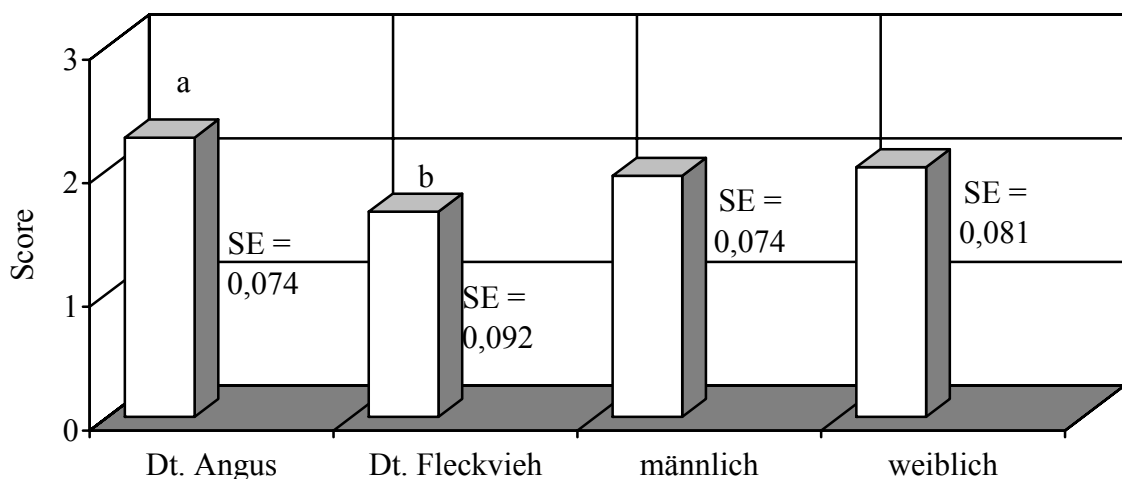 3
a
2
b
SE =
0,074
SE =
0,092
SE =
0,074
SE =
0,081
Score
1
0
Dt. Angus
Dt. Fleckvieh
männlich
weiblich